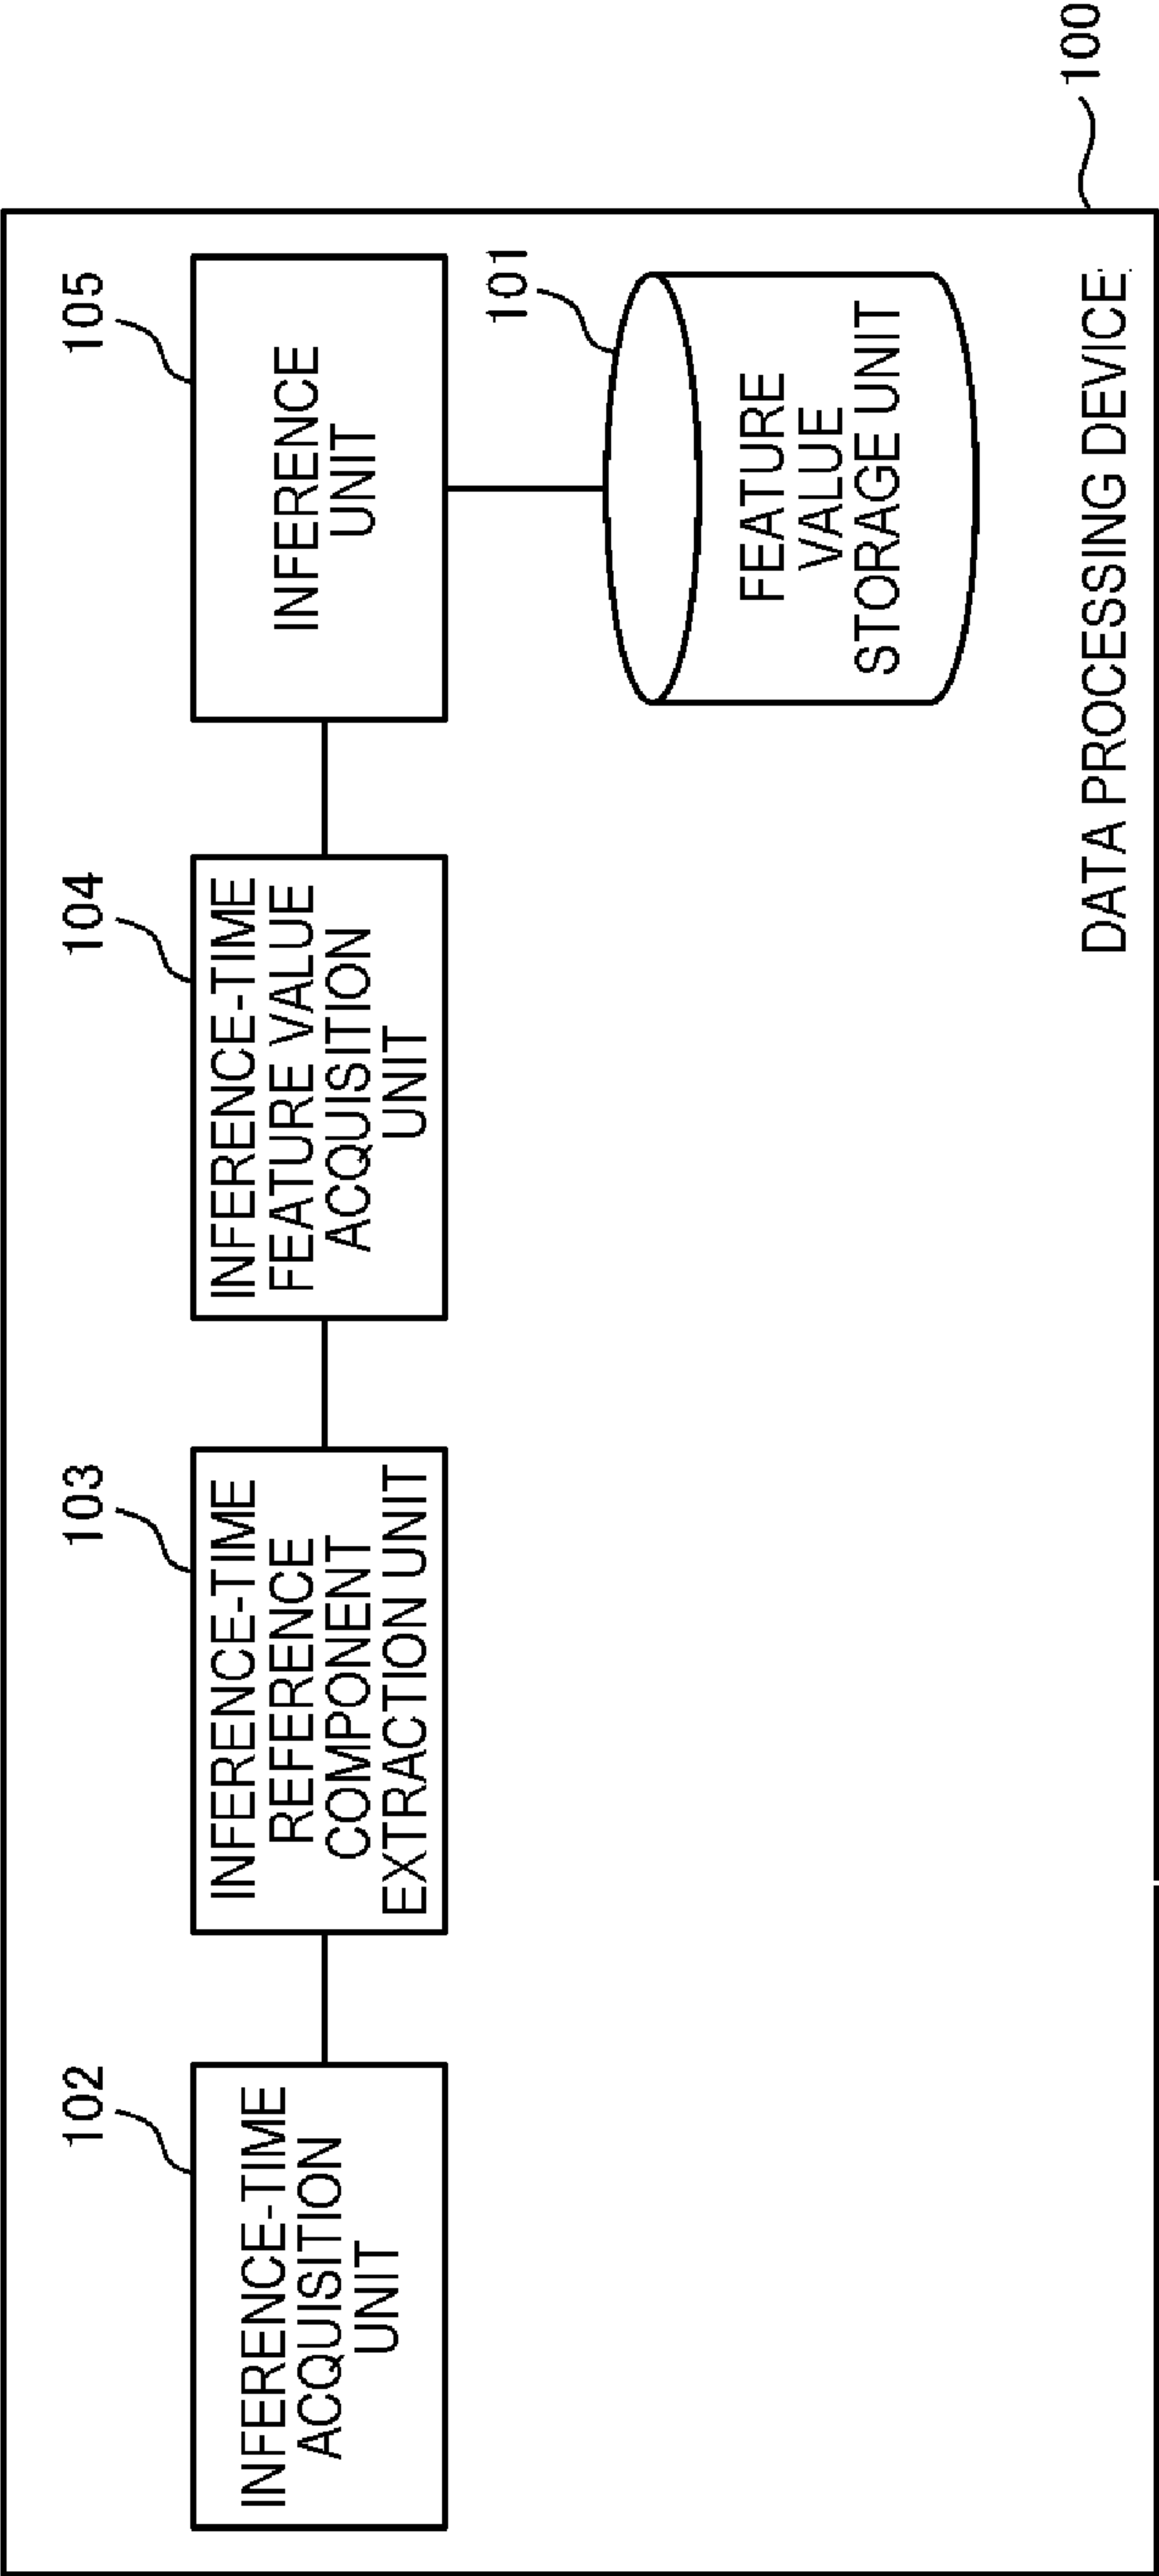 102
INFERENCE-TIME
ACQUISITION
UNIT
103
INFERENCE-TIME
REFERENCE
COMPONENT
EXTRACTION UNIT
104
INFERENCE-TIME
FEATURE VALUE
ACQUISITION
UNIT
105
INFERENCE
UNIT
101
FEATURE
VALUE
STORAGE UNIT
DATA PROCESSING DEVICE
100